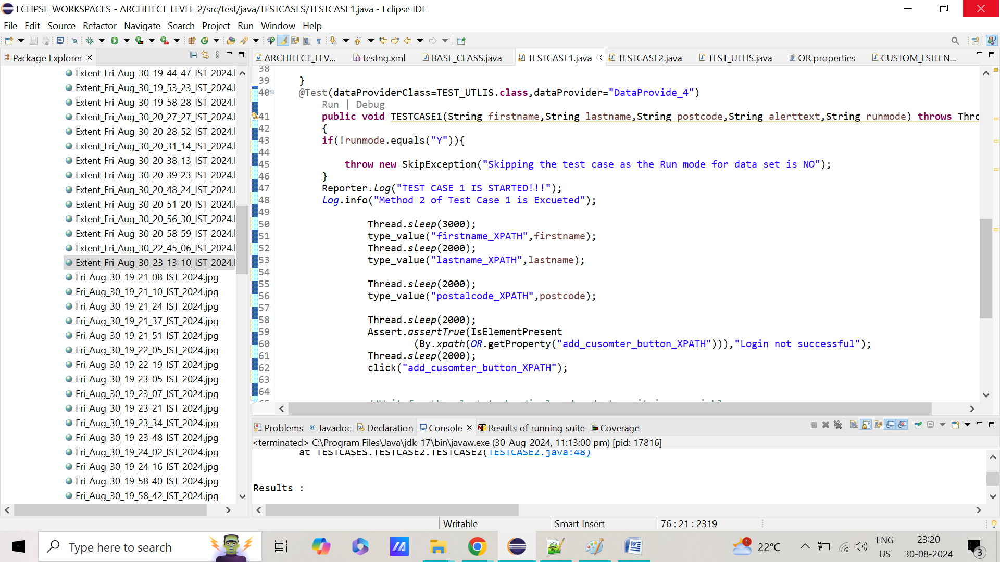 ECLIPSE_WORKSPACES - ARCHITECT_LEVEL_2/src/test/java/TESTCASES/TESTCASE1.java - Eclipse IDE
File Edit Source Refactor Navigate Search Project Run Window Help
Package Explorer
Extent_Fri_Aug_30_19_44_47_IST_2024.h
Extent_Fri_Aug_30_19_53_23_IST_2024.h
Extent_Fri_Aug_30_19_58_28_IST_2024.h
Extent_Fri_Aug_30_20_27_27_IST_2024.h
Extent_Fri_Aug_30_20_28_52_IST_2024.h
Extent_Fri_Aug_30_20_31_14_IST_2024.h
Extent_Fri_Aug_30_20_38_13_IST_2024.h
Extent_Fri_Aug_30_20_39_23_IST_2024.h
Extent_Fri_Aug_30_20_48_24_IST_2024.h
Extent_Fri_Aug_30_20_51_20_IST_2024.h
Extent_Fri_Aug_30_20_56_30_IST_2024.h
Extent_Fri_Aug_30_20_58_59_IST_2024.h
Extent_Fri_Aug_30_22_45_06_IST_2024.h
Extent_Fri_Aug_30_23_13_10_IST_2024.h
Fri_Aug_30_19_21_08_IST_2024.jpg
Fri_Aug_30_19_21_10_IST_2024.jpg
Fri_Aug_30_19_21_24_IST_2024.jpg
Fri_Aug_30_19_21_37_IST_2024.jpg
Fri_Aug_30_19_21_51_IST_2024.jpg
Fri_Aug_30_19_22_05_IST_2024.jpg
Fri_Aug_30_19_22_19_IST_2024.jpg
Fri_Aug_30_19_23_05_IST_2024.jpg
Fri_Aug_30_19_23_07_IST_2024.jpg
Fri_Aug_30_19_23_21_IST_2024.jpg
Fri_Aug_30_19_23_34_IST_2024.jpg
Fri_Aug_30_19_23_48_IST_2024.jpg
Fri_Aug_30_19_24_02_IST_2024.jpg
Fri_Aug_30_19_24_16_IST_2024.jpg
Fri_Aug_30_19_58_40_IST_2024.jpg
Fri_Aug_30_19_58_42_IST_2024.jpg
ARCHITECT_LEV... testng.xml BASE_CLASS.java TESTCASE1.java TESTCASE2.java TEST_UTLIS.java OR.properties CUSTOM_LSITEN...
38
39 }
40 @Test(dataProviderClass=TEST_UTLIS.class,dataProvider="DataProvide_4")
Run | Debug
41 public void TESTCASE1(String firstname,String lastname,String postcode,String alerttext,String runmode) throws Thro
42 {
43 if(!runmode.equals("Y")){
44
45 throw new SkipException("Skipping the test case as the Run mode for data set is NO");
46 }
47 Reporter.log("TEST CASE 1 IS STARTED!!!");
48 log.info("Method 2 of Test Case 1 is Excueted");
49
50 Thread.sleep(3000);
51 type_value("firstname_XPATH",firstname);
52 Thread.sleep(2000);
53 type_value("lastname_XPATH",lastname);
54
55 Thread.sleep(2000);
56 type_value("postalcode_XPATH",postcode);
57
58 Thread.sleep(2000);
59 Assert.assertTrue(IsElementPresent
60 (By.xpath(OR.getProperty("add_cusomter_button_XPATH"))),"Login not successful");
61 Thread.sleep(2000);
62 click("add_cusomter_button_XPATH");
63
64
Problems Javadoc Declaration Console Results of running suite Coverage
<terminated> C:\Program Files\Java\jdk-17\bin\javaw.exe (30-Aug-2024, 11:13:00 pm) [pid: 17816]
at TESTCASES.TESTCASE2.TESTCASE2(TESTCASE2.java:48)
Results :
Writable Smart Insert 76 : 21 : 2319
Type here to search
1 22°C
ENG
US
23:20
30-08-2024
3